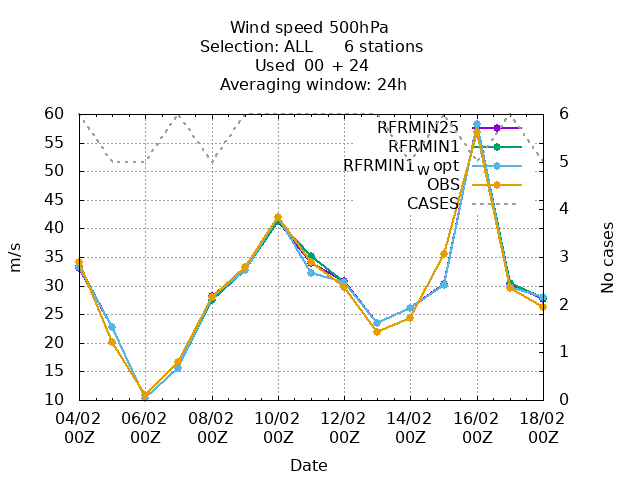 Wind speed 500hPa
Selection: ALL 6 stations
Used 00 + 24
Averaging window: 24h
60 6
RFRMIN25
55
RFRMIN1
50 5
RFRMIN1W opt
45
OBS
40 4
CASES
35
30 3
25
20 2
15 1
10 0
m/s
No cases
04/02 06/02 08/02 10/02 12/02 14/02 16/02 18/02
00Z 00Z 00Z 00Z 00Z 00Z 00Z 00Z
Date